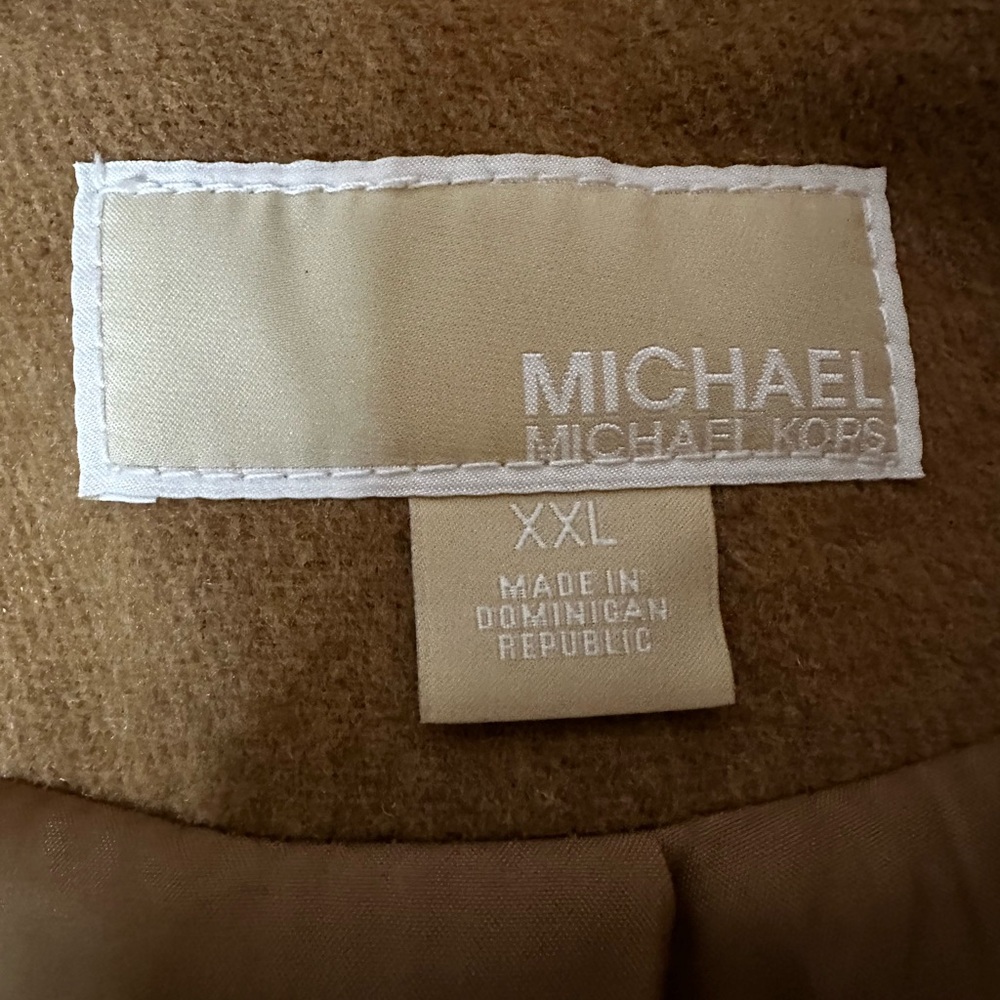 MICHAEL
MICHAEL KORS
XXL
MADE IN
DOMINICAN
REPUBLIC